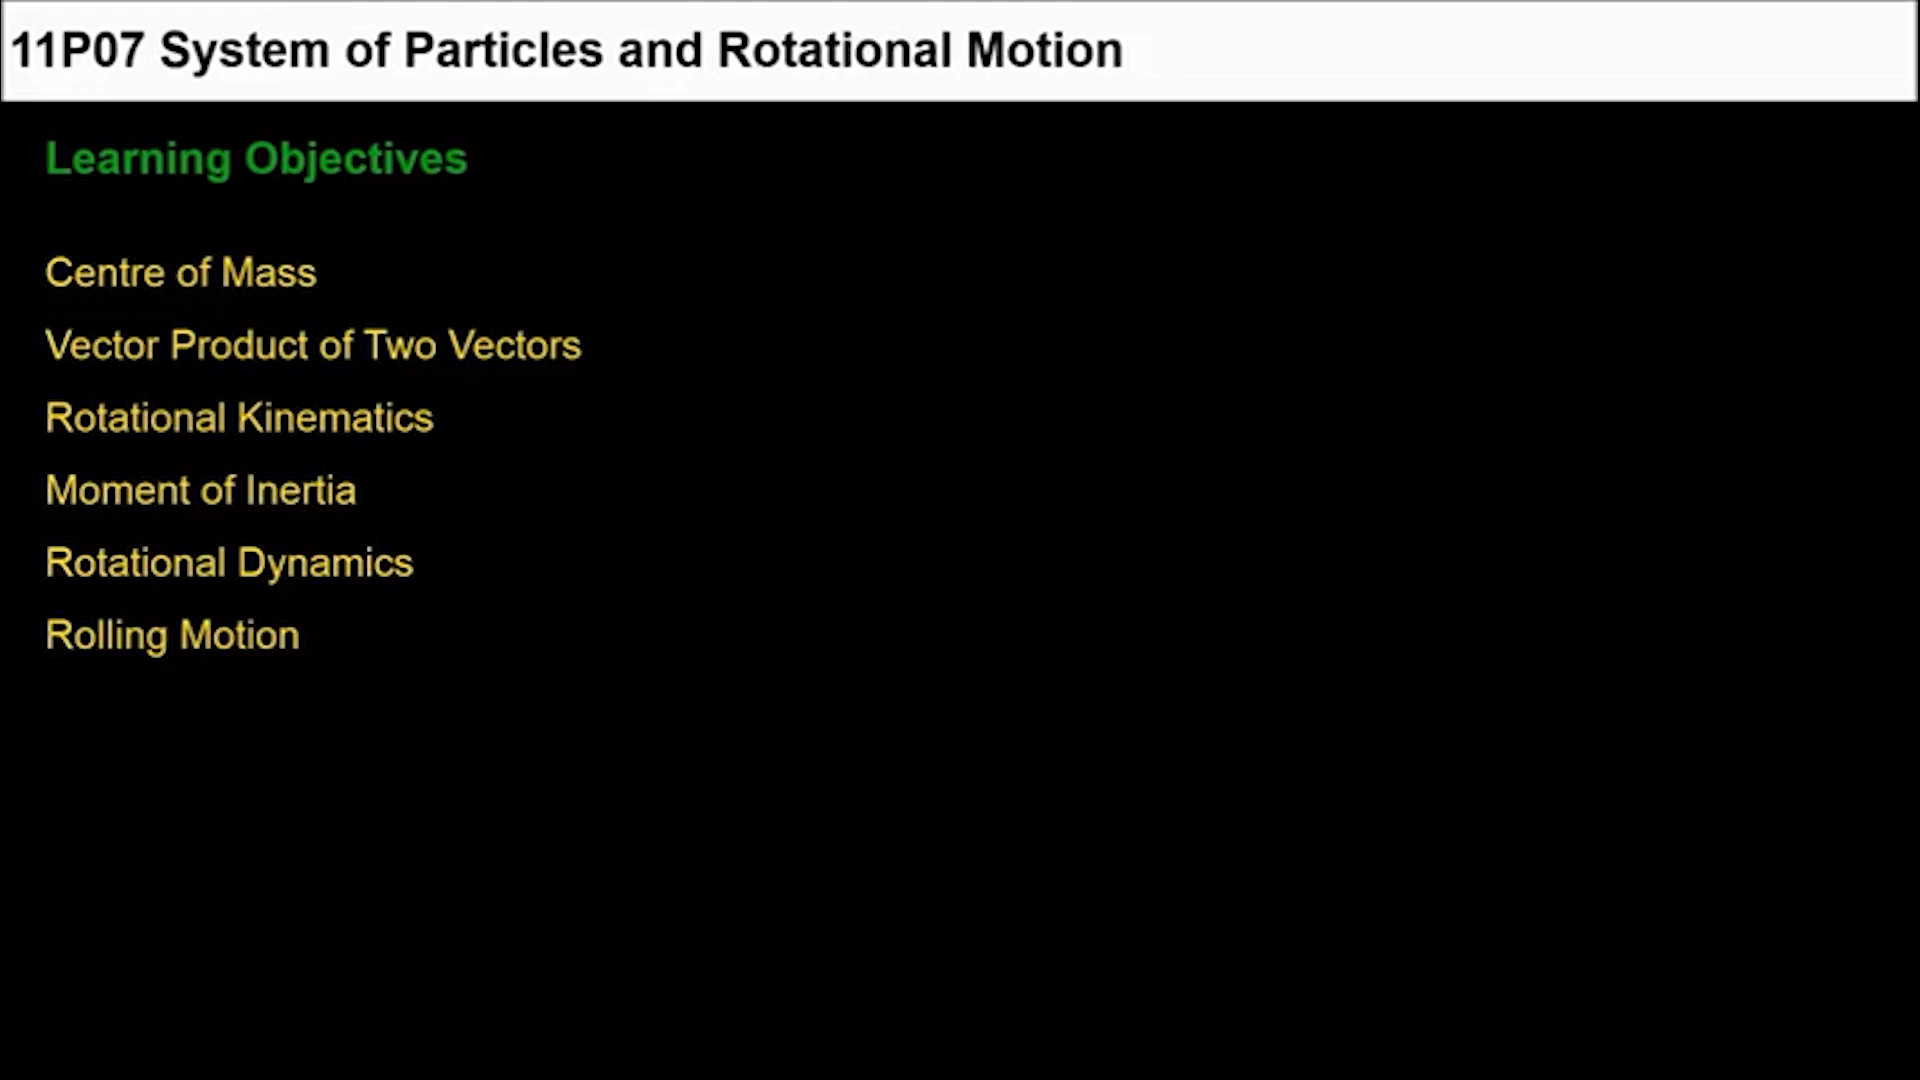 11P07 System of Particles and Rotational Motion
Learning Objectives
Centre of Mass
Vector Product of Two Vectors
Rotational Kinematics
Moment of Inertia
Rotational Dynamics
Rolling Motion